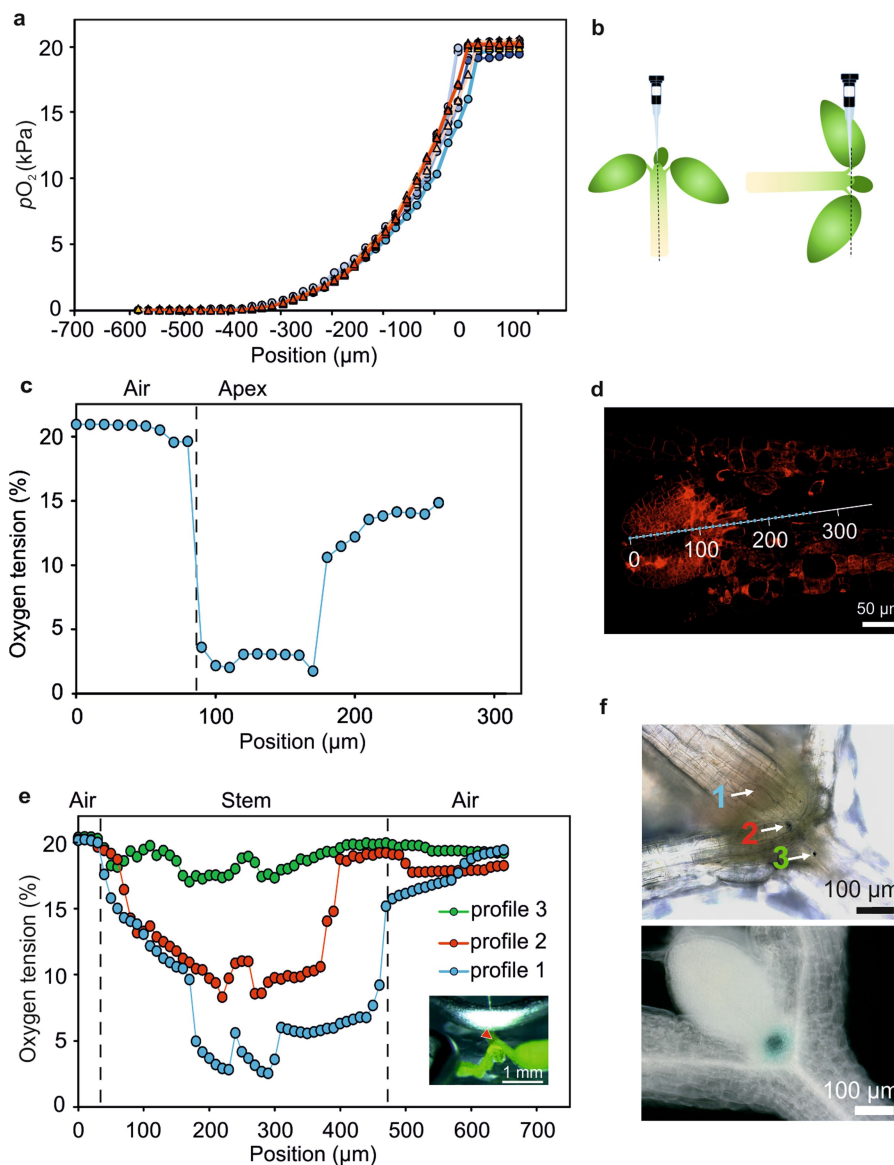 a
pO2 (kPa)
20
15
10
5
0
-700 -600 -500 -400 -300 -200 -100 0 100
Position (µm)
b
c
Air Apex
Oxygen tension (%)
20
15
10
5
0
0 100 200 300
Position (µm)
d
0 100 200 300
50 µm
e
Air Stem Air
Oxygen tension (%)
20
15
10
5
0
profile 3
profile 2
profile 1
1 mm
0 100 200 300 400 500 600 700
Position (µm)
f
1
2
3
100 µm
100 µm